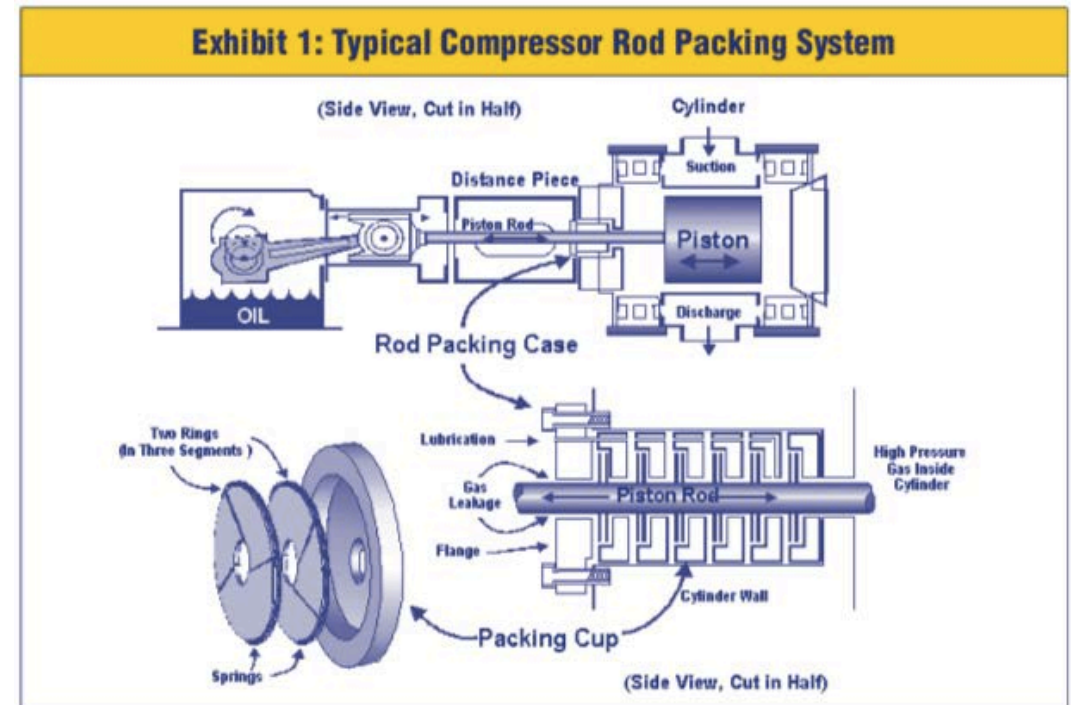 Exhibit 1: Typical Compressor Rod Packing System
(Side View, Cut in Half)
Cylinder
Suction
Distance Piece
Piston Rod
Piston
OIL
Discharge
Rod Packing Case
Two Rings
(In Three Segments )
Lubrication
Gas
Leakage
Piston Rod
High Pressure
Gas Inside
Cylinder
Flange
Cylinder Wall
Packing Cup
Springs
(Side View, Cut in Half)